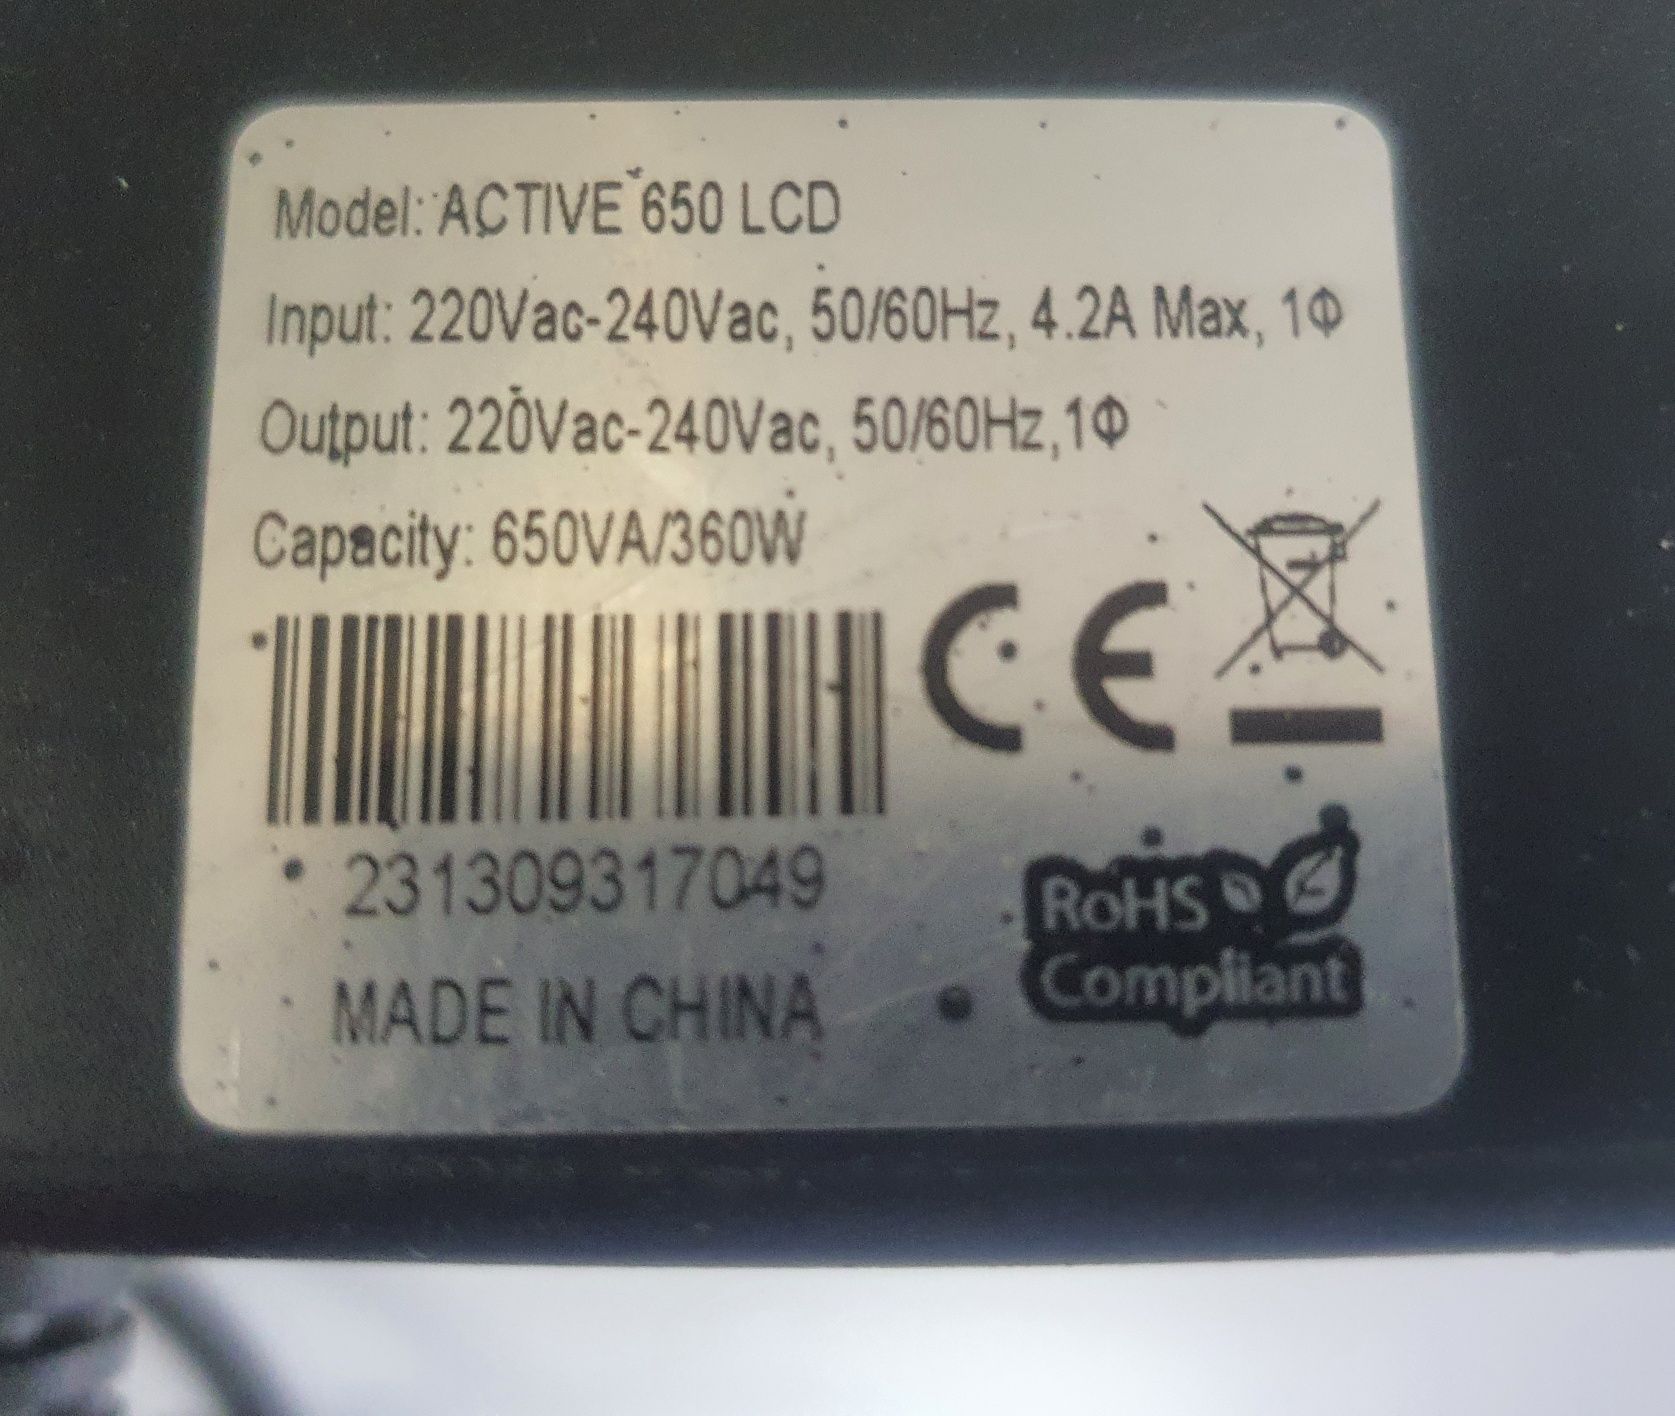 Model: ACTIVE 650 LCD
Input: 220Vac-240Vac, 50/60Hz, 4.2A Max, 1Φ
Output: 220Vac-240Vac, 50/60Hz,1Φ
Capacity: 650VA/360W
CE
231309317049
MADE IN CHINA
RoHS
Compliant